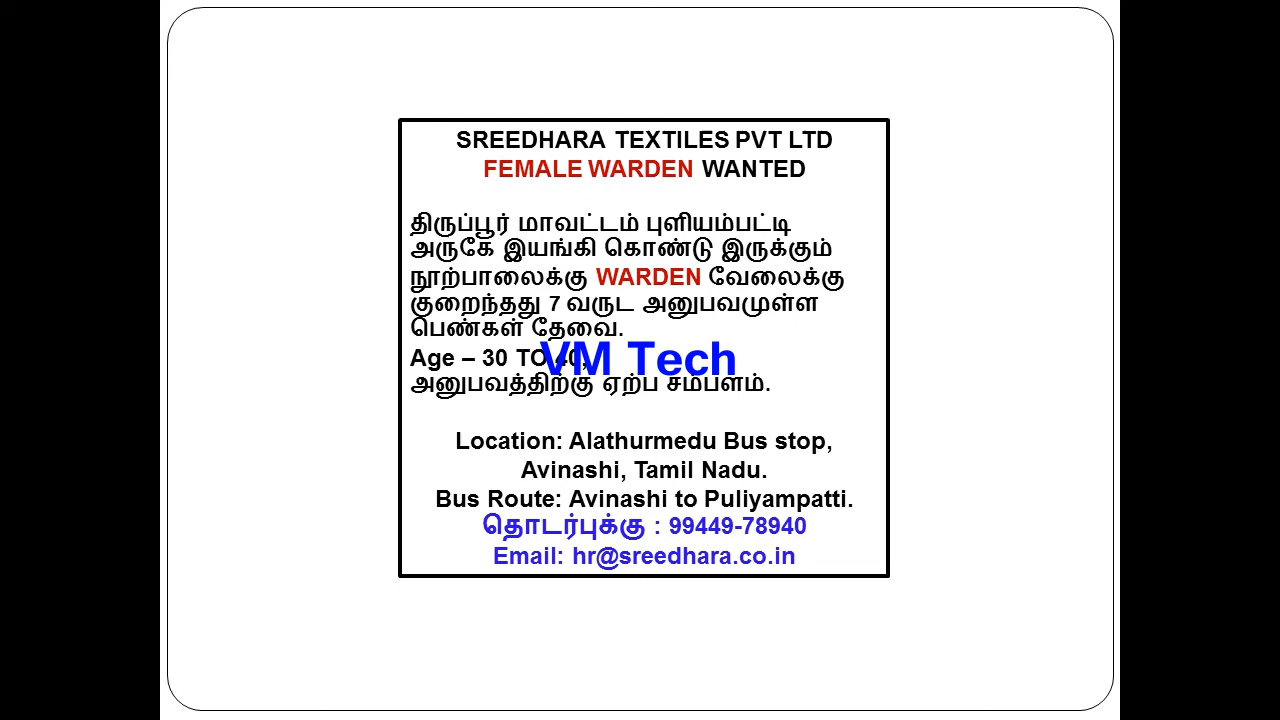 SREEDHARA TEXTILES PVT LTD
FEMALE WARDEN WANTED
திருப்பூர் மாவட்டம் புளியம்பட்டி
அருகே இயங்கி கொண்டு இருக்கும்
நூற்பாலைக்கு WARDEN வேலைக்கு
குறைந்தது 7 வருட அனுபவமுள்ள
பெண்கள் தேவை.
Age – 30 TO 40,
VM Tech
அனுபவத்திற்கு ஏற்ப சம்பளம்.
Location: Alathurmedu Bus stop,
Avinashi, Tamil Nadu.
Bus Route: Avinashi to Puliyampatti.
தொடர்புக்கு : 99449-78940
Email: hr@sreedhara.co.in